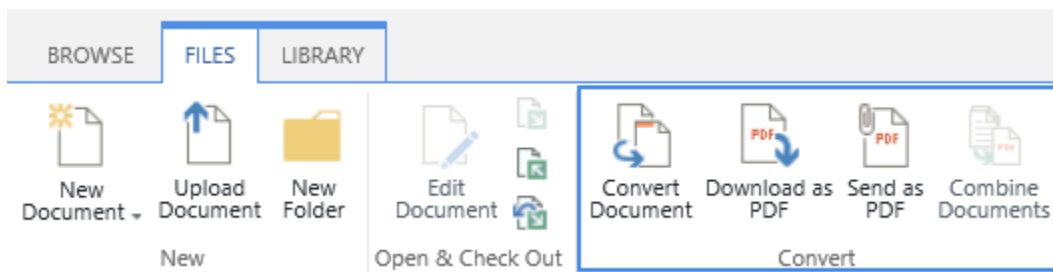 BROWSE FILES LIBRARY
PDF PDF
New Upload New Edit Convert Download as Send as Combine
Document Document Folder Document Document PDF PDF Documents
New Open & Check Out Convert